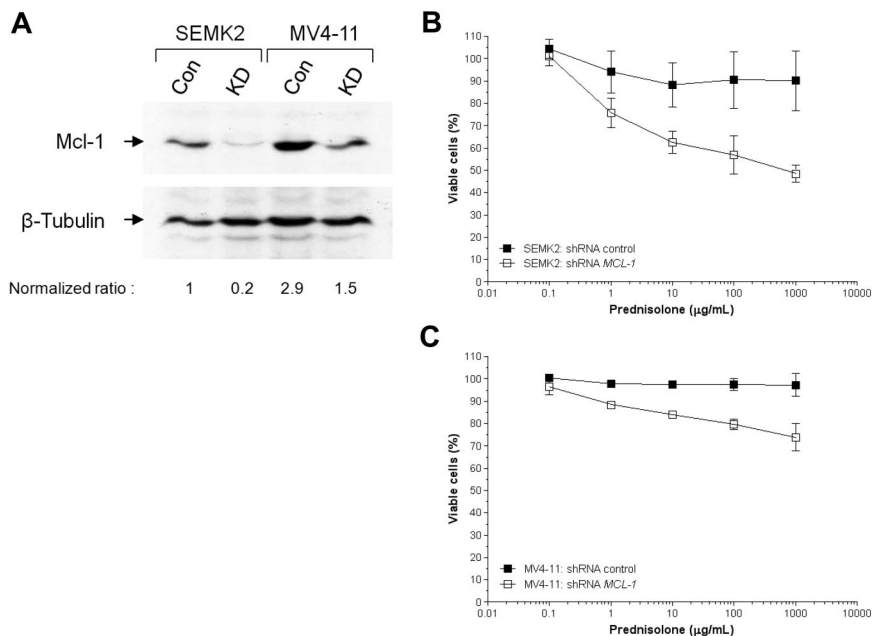 A
SEMK2 MV4-11
Con KD Con KD
Mcl-1
β-Tubulin
Normalized ratio : 1 0.2 2.9 1.5
B
110
100
90
80
70
60
50
40
30
20
10
0
Viable cells (%)
SEMK2: shRNA control
SEMK2: shRNA MCL-1
0.01 0.1 1 10 100 1000 10000
Prednisolone (μg/mL)
C
110
100
90
80
70
60
50
40
30
20
10
0
Viable cells (%)
MV4-11: shRNA control
MV4-11: shRNA MCL-1
0.01 0.1 1 10 100 1000 10000
Prednisolone (μg/mL)